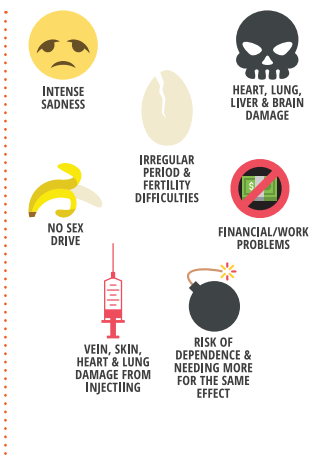 INTENSE
SADNESS
HEART, LUNG,
LIVER & BRAIN
DAMAGE
IRREGULAR
PERIOD &
FERTILITY
DIFFICULTIES
NO SEX
DRIVE
$
FINANCIAL/WORK
PROBLEMS
VEIN, SKIN,
HEART & LUNG
DAMAGE FROM
INJECTIING
RISK OF
DEPENDENCE &
NEEDING MORE
FOR THE SAME
EFFECT